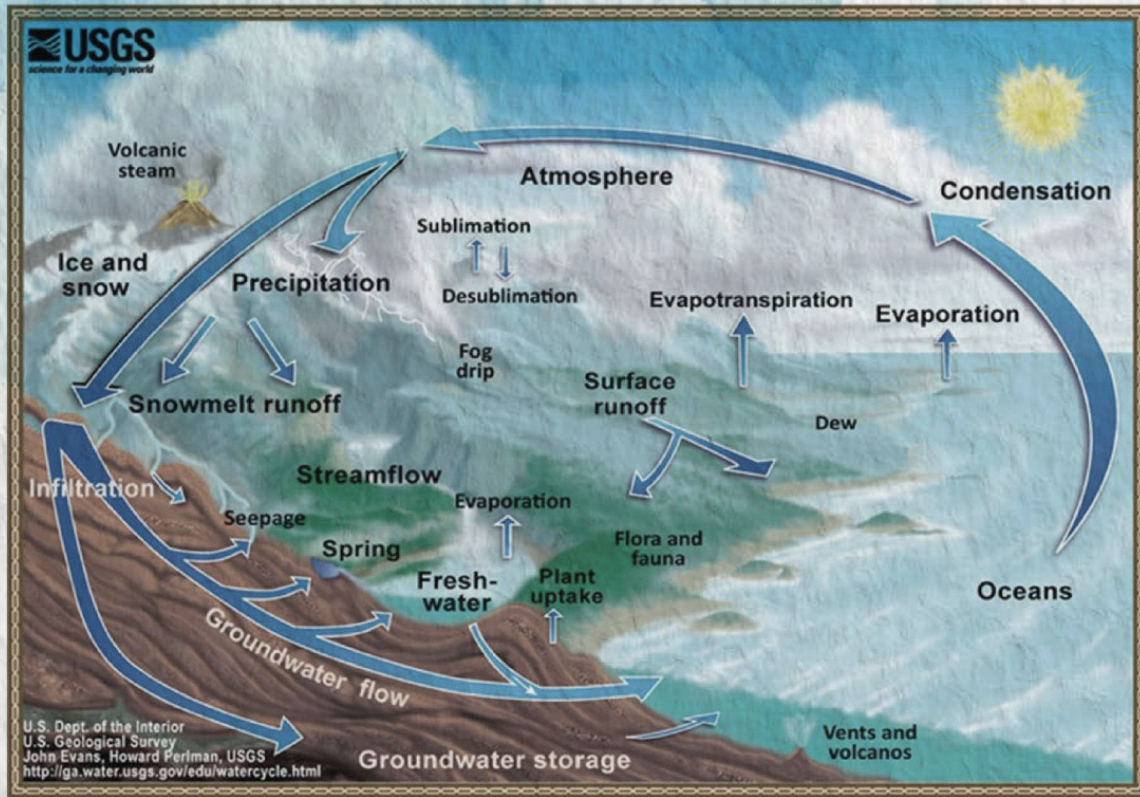 USGS
science for a changing world
Volcanic
steam
Atmosphere
Condensation
Sublimation
Ice and
snow
Precipitation
Desublimation
Evapotranspiration
Evaporation
Fog
drip
Surface
runoff
Snowmelt runoff
Dew
Streamflow
Infiltration
Evaporation
Seepage
Flora and
fauna
Spring
Fresh-
water
Plant
uptake
Oceans
Groundwater flow
Vents and
volcanos
Groundwater storage
U.S. Dept. of the Interior
U.S. Geological Survey
John Evans, Howard Perlman, USGS
http://ga.water.usgs.gov/edu/watercycle.html